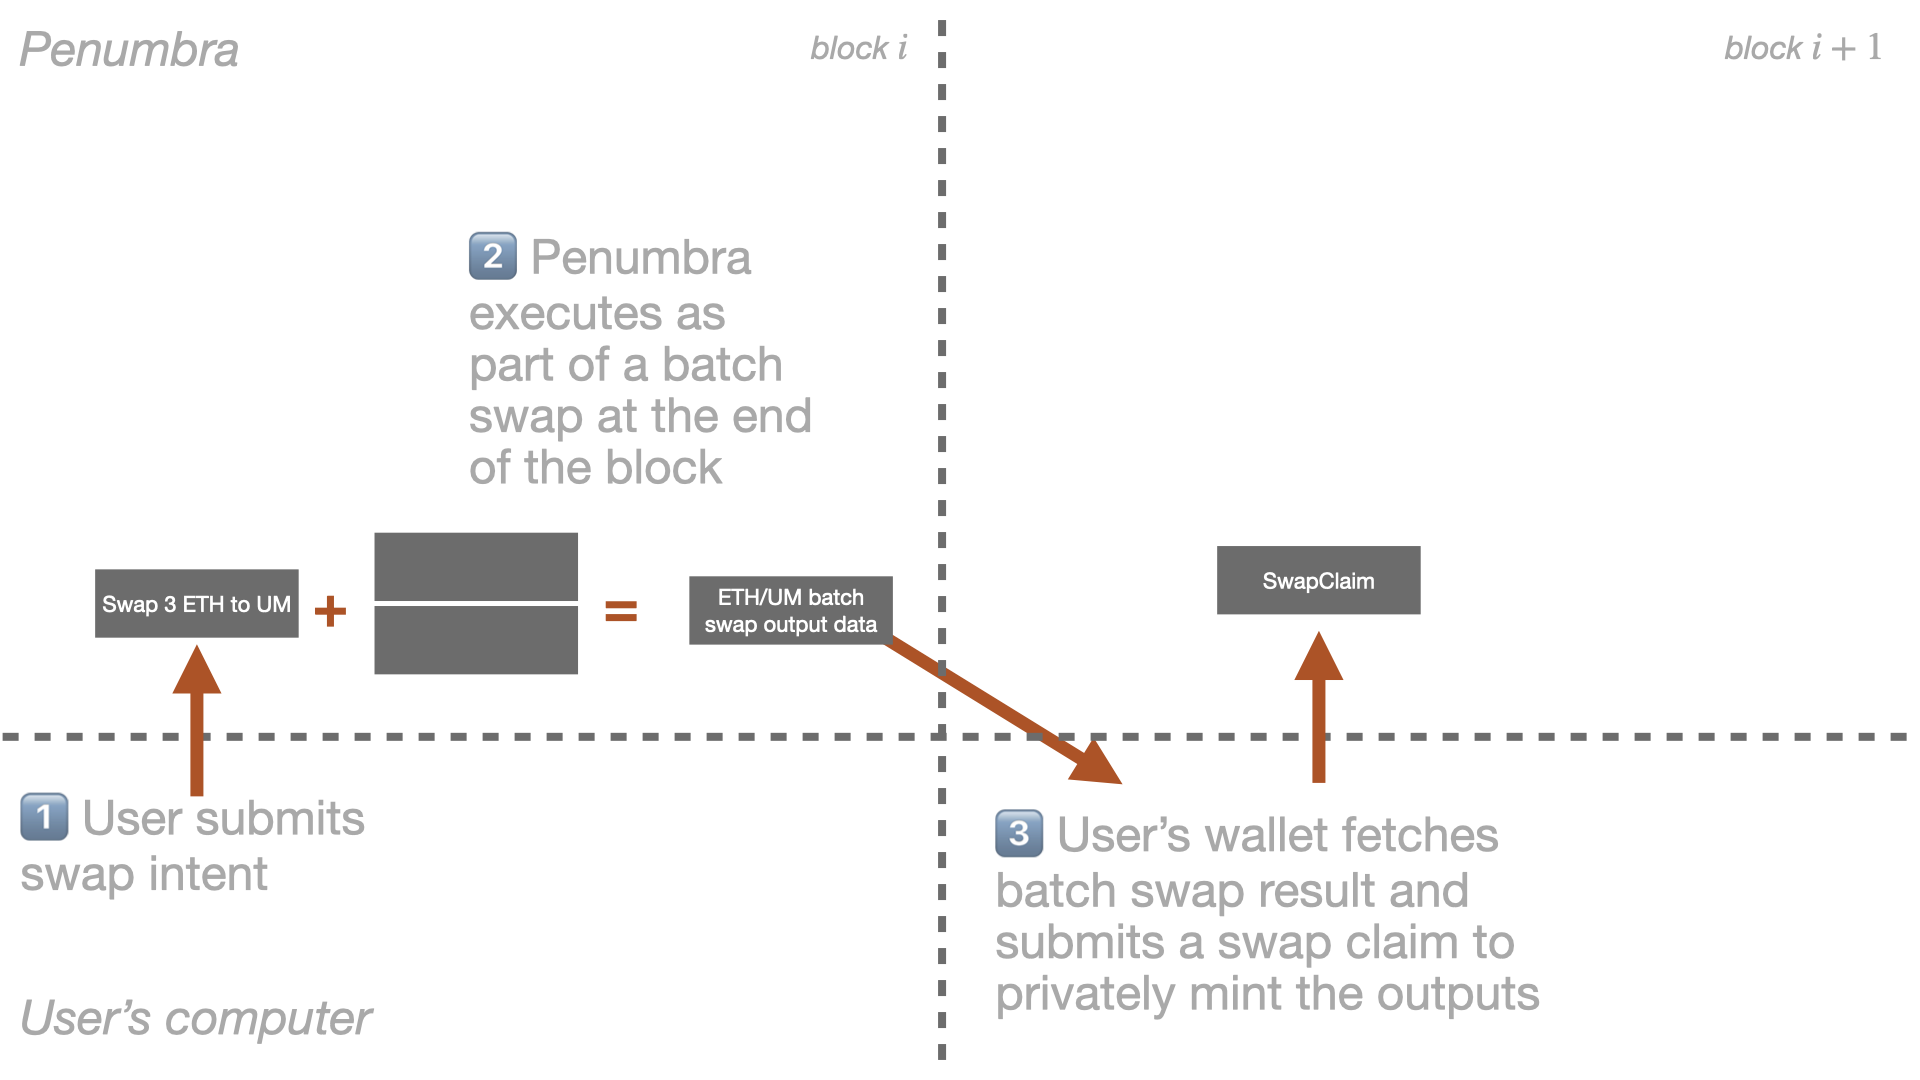 Penumbra
block i
block i + 1
2 Penumbra
executes as
part of a batch
swap at the end
of the block
Swap 3 ETH to UM
+
=
ETH/UM batch
swap output data
SwapClaim
1 User submits
swap intent
3 User’s wallet fetches
batch swap result and
submits a swap claim to
privately mint the outputs
User’s computer